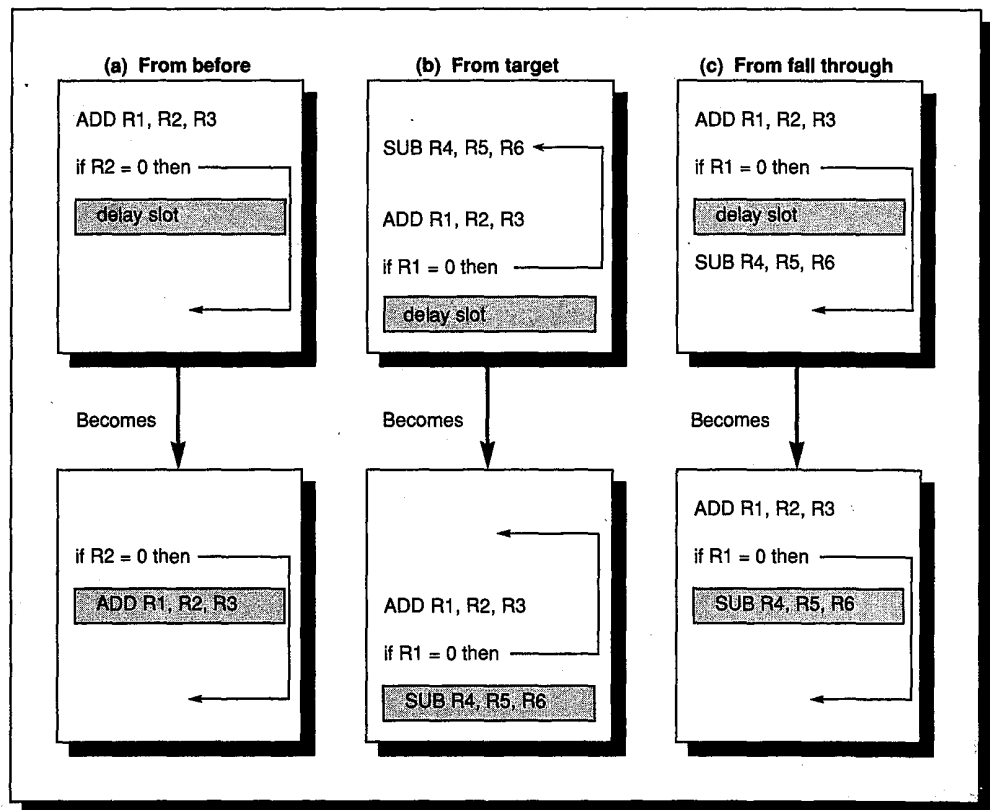 (a) From before
ADD R1, R2, R3
if R2 = 0 then
delay slot
Becomes
if R2 = 0 then
ADD R1, R2, R3
(b) From target
SUB R4, R5, R6
ADD R1, R2, R3
if R1 = 0 then
delay slot
Becomes
ADD R1, R2, R3
if R1 = 0 then
SUB R4, R5, R6
(c) From fall through
ADD R1, R2, R3
if R1 = 0 then
delay slot
SUB R4, R5, R6
Becomes
ADD R1, R2, R3
if R1 = 0 then
SUB R4, R5, R6